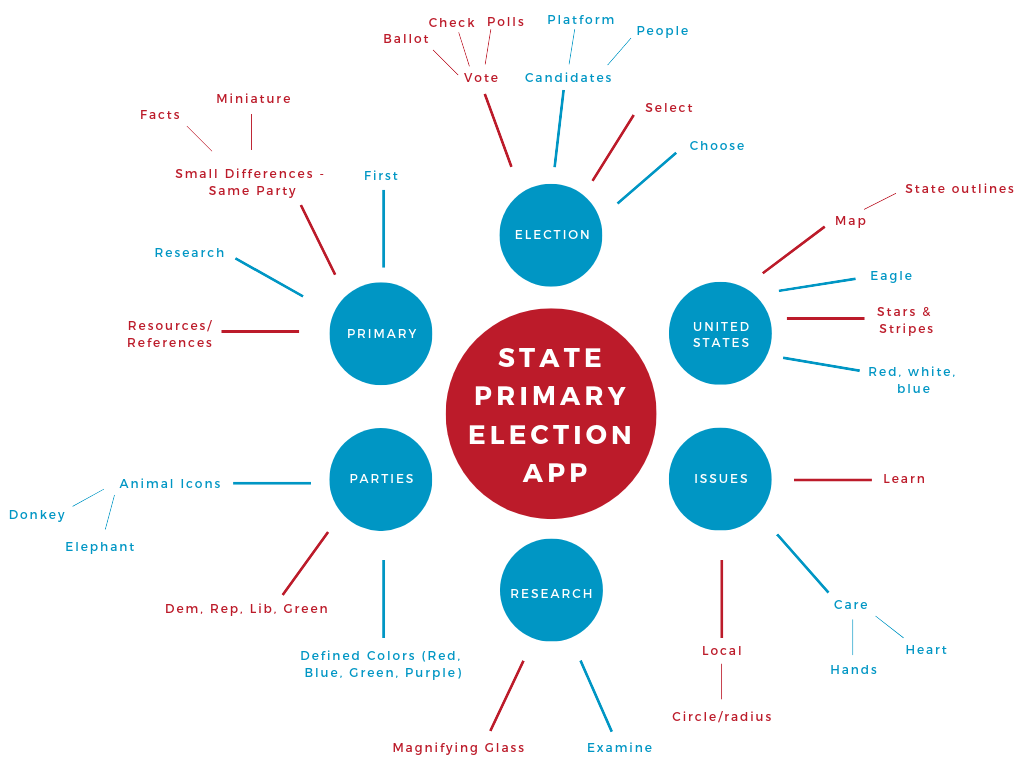 Check Polls
Ballot
Vote
Platform
People
Candidates
Select
Choose
ELECTION
Miniature
Facts
Small Differences -
Same Party
First
Research
Resources/
References
PRIMARY
State outlines
Map
Eagle
Stars &
Stripes
Red, white,
blue
UNITED
STATES
STATE
PRIMARY
ELECTION
APP
PARTIES
Animal Icons
Donkey
Elephant
Dem, Rep, Lib, Green
Defined Colors (Red,
Blue, Green, Purple)
ISSUES
Learn
Care
Heart
Hands
Local
Circle/radius
RESEARCH
Magnifying Glass
Examine